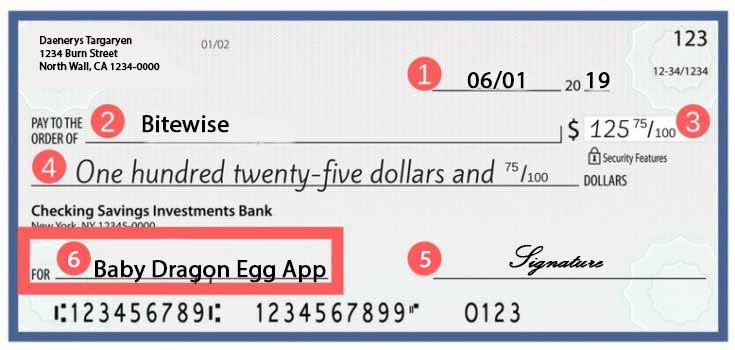 Daenerys Targaryen
1234 Burn Street
North Wall, CA 1234-0000
01/02
123
12-34/1234
1 06/01 20 19
PAY TO THE
ORDER OF 2 Bitewise $ 125 75/100 3
Security Features
4 One hundred twenty-five dollars and 75/100 DOLLARS
Checking Savings Investments Bank
New York, NY 12345-0000
FOR 6 Baby Dragon Egg App 5 Signature
⑆123456789⑆ 1234567899⑈ 0123